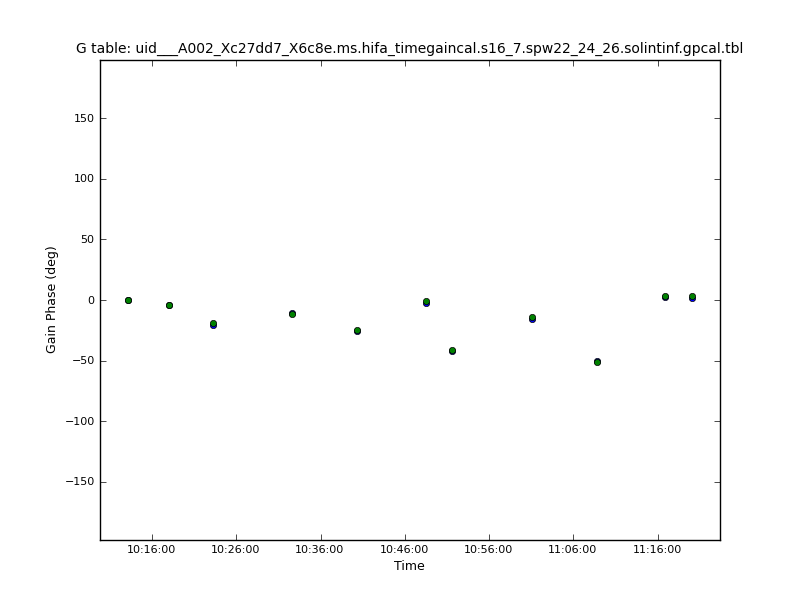 G table: uid___A002_Xc27dd7_X6c8e.ms.hifa_timegaincal.s16_7.spw22_24_26.solintinf.gpcal.tbl
150
100
50
0
−50
−100
−150
Gain Phase (deg)
10:16:00 10:26:00 10:36:00 10:46:00 10:56:00 11:06:00 11:16:00
Time